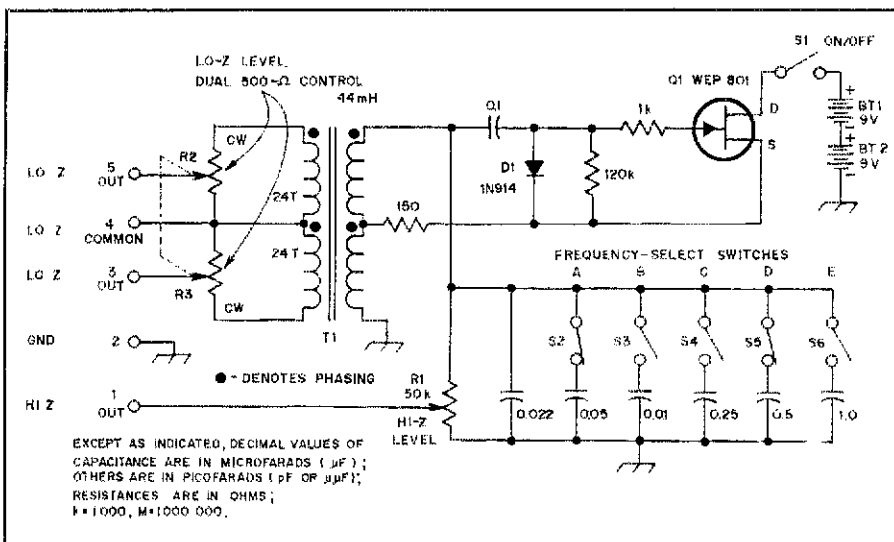 LO-Z LEVEL,
DUAL 500-Ω CONTROL
44mH
CW
R2
LO Z
5
OUT
24T
LO Z
4
COMMON
24T
LO Z
3
OUT
R3
CW
T1
GND
2
● - DENOTES PHASING
HI Z
1
OUT
R1
50k
HI-Z
LEVEL
0.1
1k
Q1 WEP 801
D
S
S1 ON/OFF
+
BT1
9V
-
+
BT2
9V
-
D1
1N914
120k
150
FREQUENCY-SELECT SWITCHES
A B C D E
S2 S3 S4 S5 S6
0.022 0.05 0.01 0.25 0.5 1.0
EXCEPT AS INDICATED, DECIMAL VALUES OF
CAPACITANCE ARE IN MICROFARADS ( µF ) ;
OTHERS ARE IN PICOFARADS ( pF OR µµF);
RESISTANCES ARE IN OHMS ;
k=1000, M=1000 000.